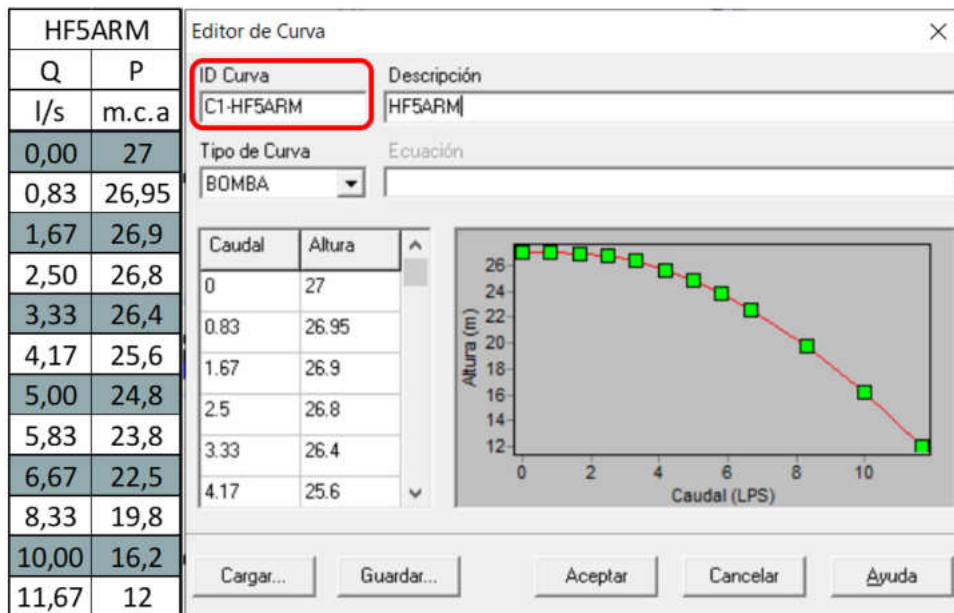 HF5ARM
Q P
l/s m.c.a
0,00 27
0,83 26,95
1,67 26,9
2,50 26,8
3,33 26,4
4,17 25,6
5,00 24,8
5,83 23,8
6,67 22,5
8,33 19,8
10,00 16,2
11,67 12
Editor de Curva
ID Curva Descripción
C1-HF5ARM HF5ARM
Tipo de Curva Ecuación
BOMBA
Caudal Altura
0 27
0.83 26.95
1.67 26.9
2.5 26.8
3.33 26.4
4.17 25.6
Altura (m)
26
24
22
20
18
16
14
12
0 2 4 6 8 10
Caudal (LPS)
Cargar... Guardar... Aceptar Cancelar Ayuda